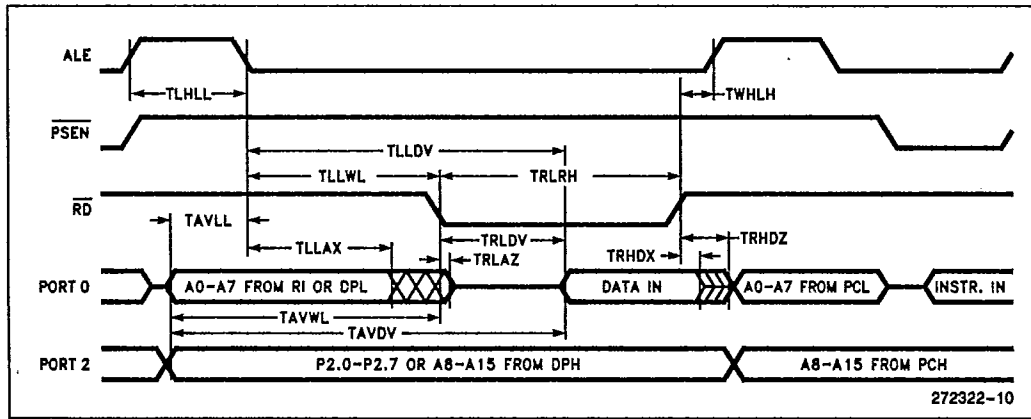 ALE
TLHLL
TWHLH
PSEN
TLLDV
TLLWL
TRLRH
RD
TAVLL
TLLAX
TRLDV
TRLAZ
TRHDX
TRHDZ
PORT 0
A0-A7 FROM RI OR DPL
DATA IN
A0-A7 FROM PCL
INSTR. IN
TAVWL
TAVDV
PORT 2
P2.0-P2.7 OR A8-A15 FROM DPH
A8-A15 FROM PCH
272322-10